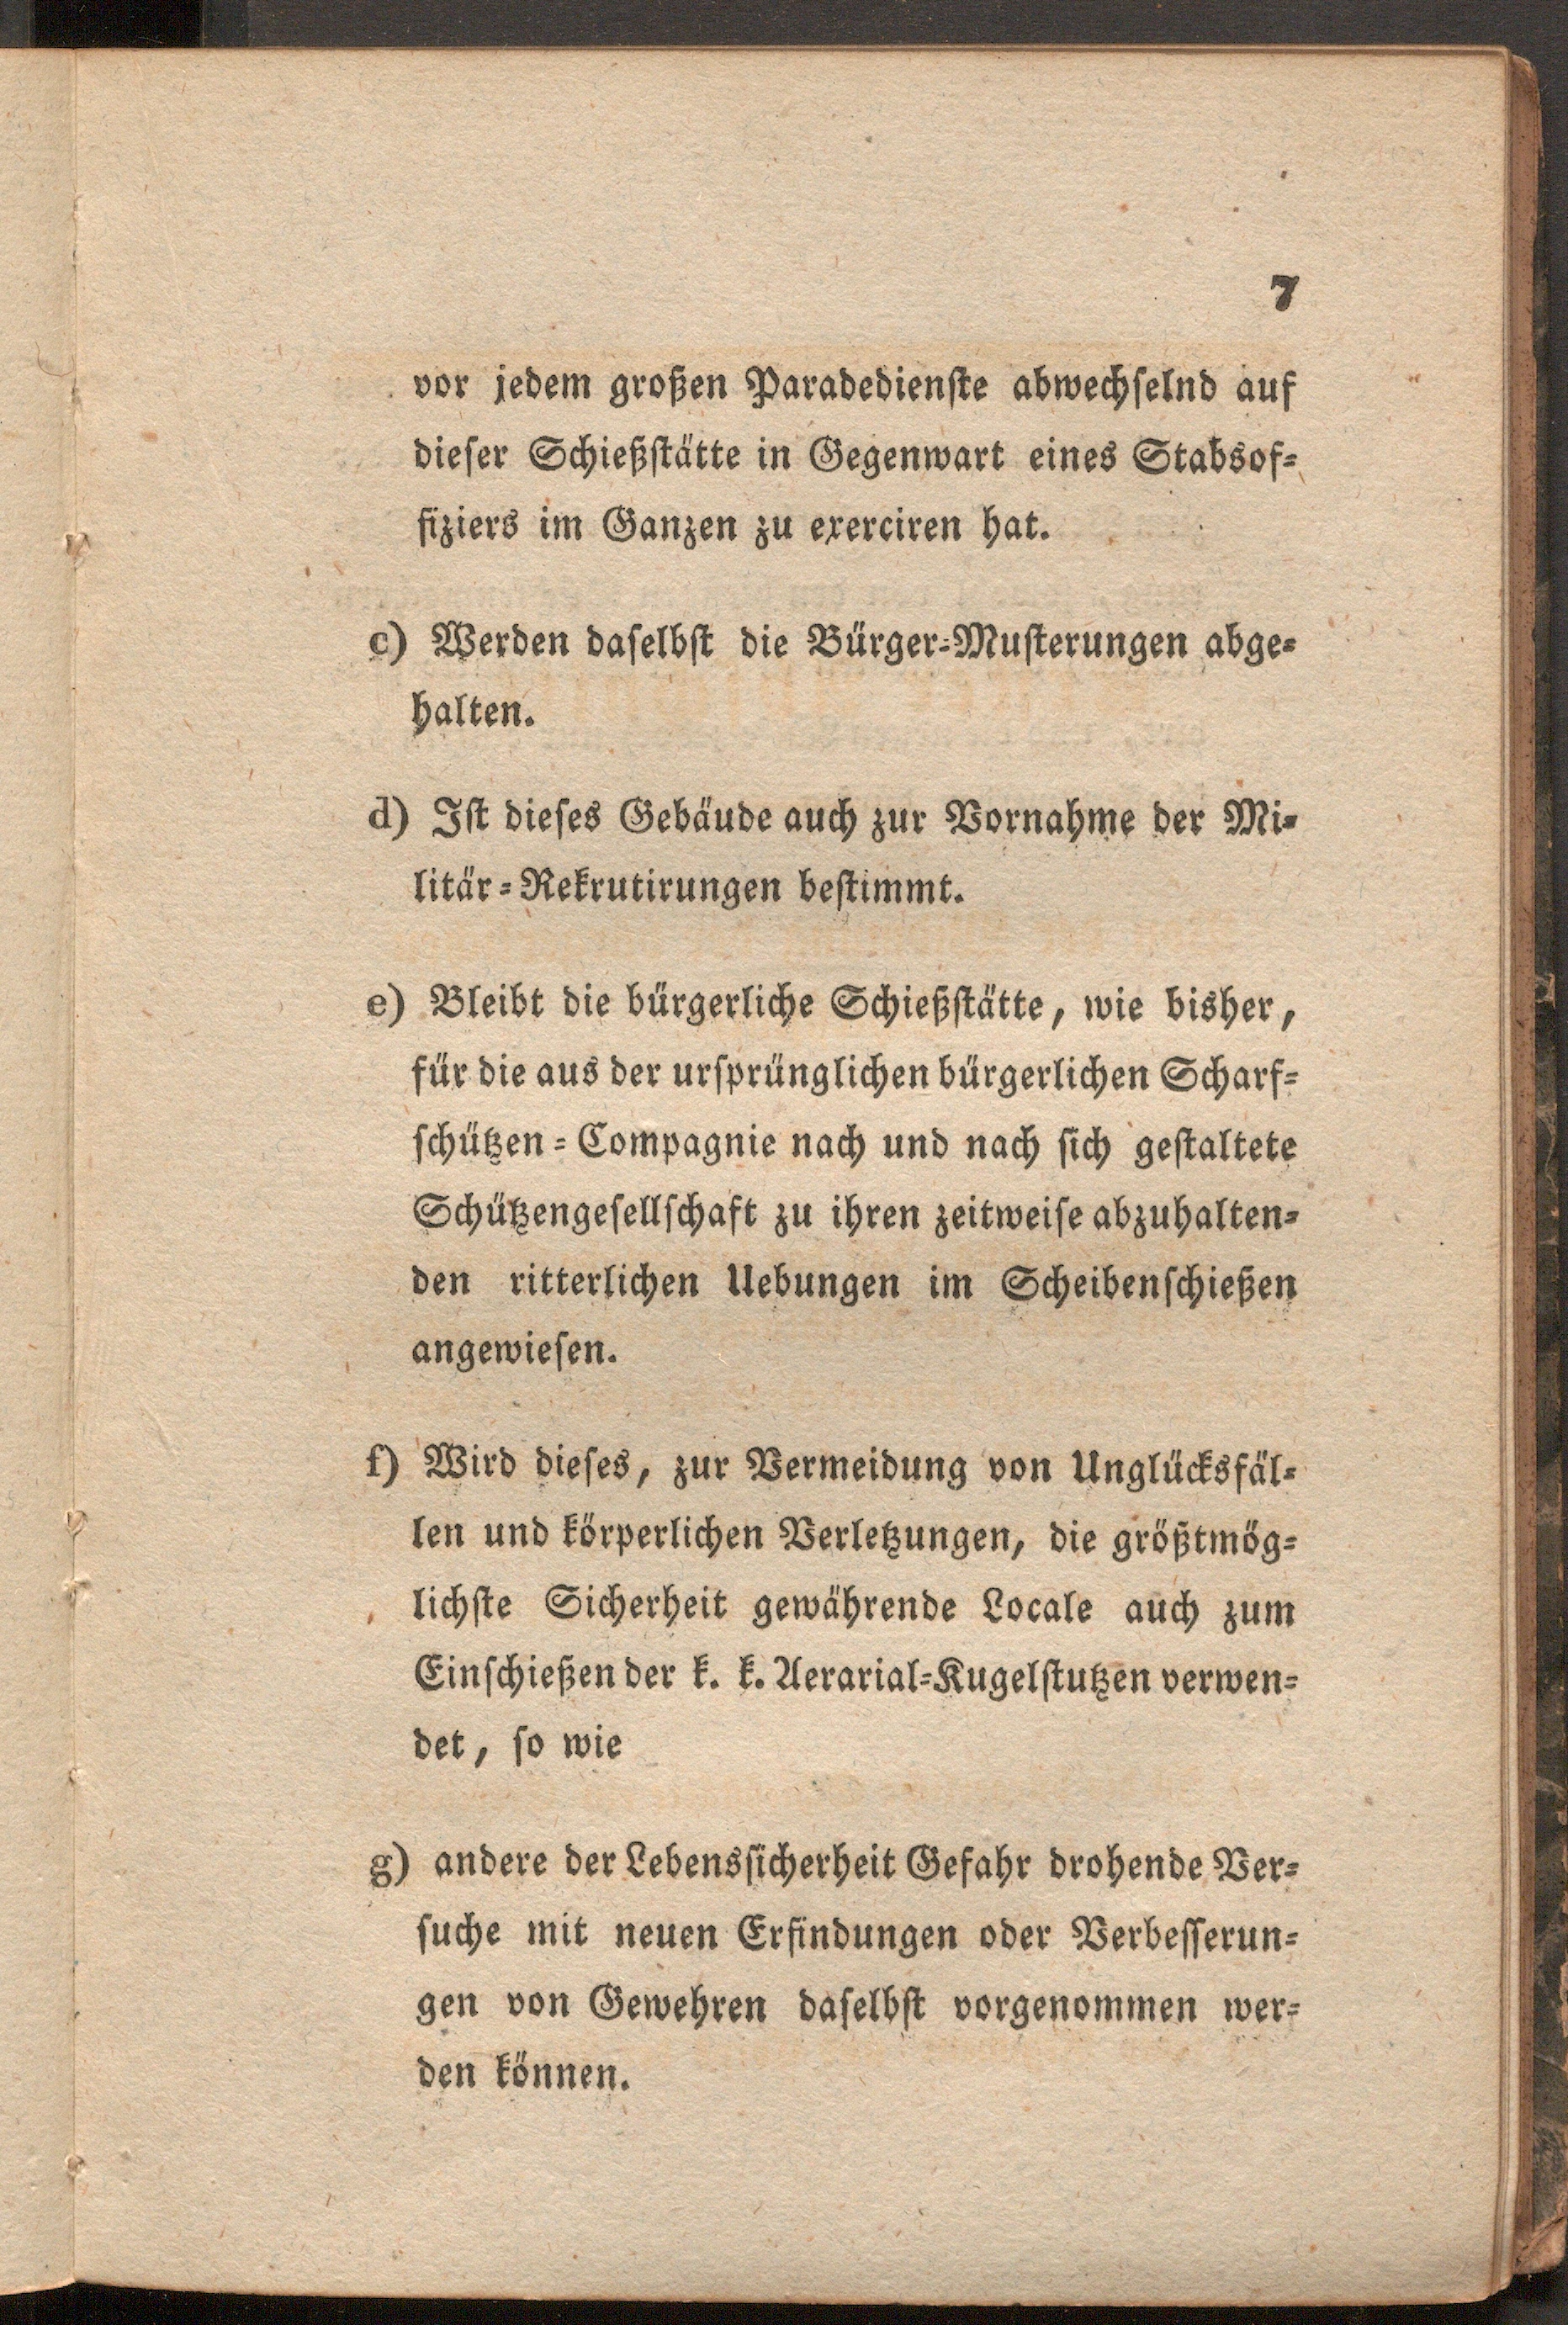 7
vor jedem großen Paradedienſte abwechſelnd auf
dieſer Schießſtätte in Gegenwart eines Stabsof⸗
fiziers im Ganzen zu exerciren hat.
c) Werden daſelbſt die Bürger⸗Muſterungen abge⸗
halten.
d) Iſt dieſes Gebäude auch zur Vornahme der Mi⸗
litär⸗Rekrutirungen beſtimmt.
e) Bleibt die bürgerliche Schießſtätte, wie bisher,
für die aus der urſprünglichen bürgerlichen Scharf⸗
ſchützen⸗Compagnie nach und nach ſich geſtaltete
Schützengeſellſchaft zu ihren zeitweiſe abzuhalten⸗
den ritterlichen Uebungen im Scheibenſchießen
angewieſen.
f) Wird dieſes, zur Vermeidung von Unglücksfäl⸗
len und körperlichen Verletzungen, die größtmög⸗
lichſte Sicherheit gewährende Locale auch zum
Einſchießen der k. k. Aerarial⸗Kugelſtutzen verwen⸗
det, ſo wie
g) andere der Lebensſicherheit Gefahr drohende Ver⸗
ſuche mit neuen Erfindungen oder Verbeſſerun⸗
gen von Gewehren daſelbſt vorgenommen wer⸗
den können.